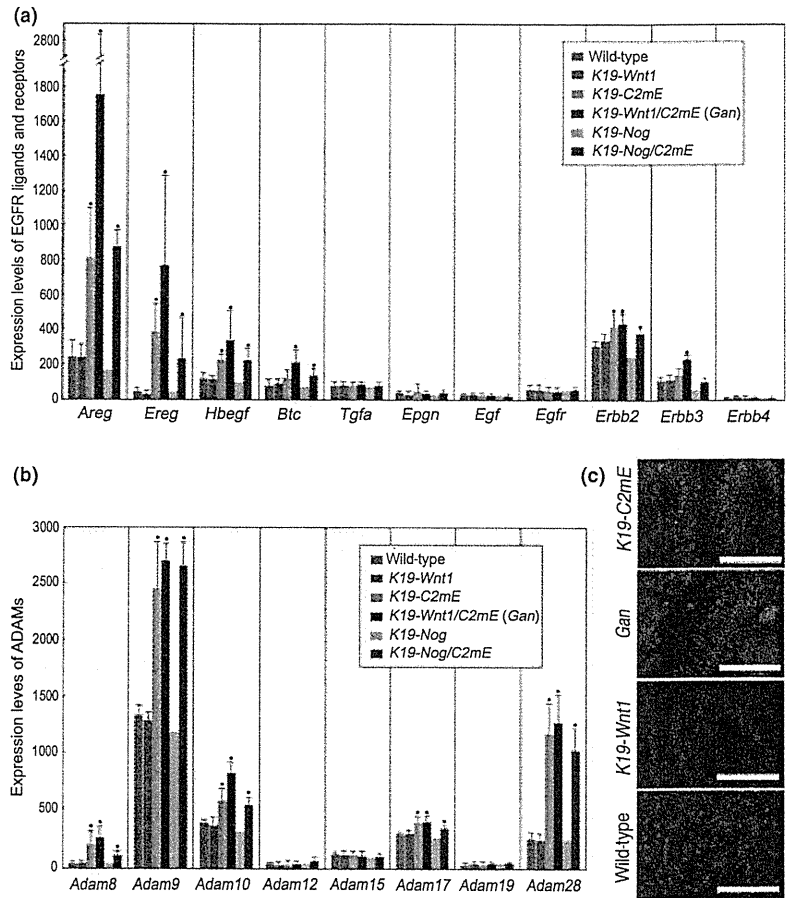 (a)
Expression levels of EGFR ligands and receptors
2800
1800
1600
1400
1200
1000
800
600
400
200
0
Wild-type
K19-Wnt1
K19-C2mE
K19-Wnt1/C2mE (Gan)
K19-Nog
K19-Nog/C2mE
Areg Ereg Hbegf Btc Tgfa Epgn Egf Egfr Erbb2 Erbb3 Erbb4
(b)
Expression leves of ADAMs
3000
2500
2000
1500
1000
500
0
Wild-type
K19-Wnt1
K19-C2mE
K19-Wnt1/C2mE (Gan)
K19-Nog
K19-Nog/C2mE
Adam8 Adam9 Adam10 Adam12 Adam15 Adam17 Adam19 Adam28
(c)
K19-C2mE
Gan
K19-Wnt1
Wild-type